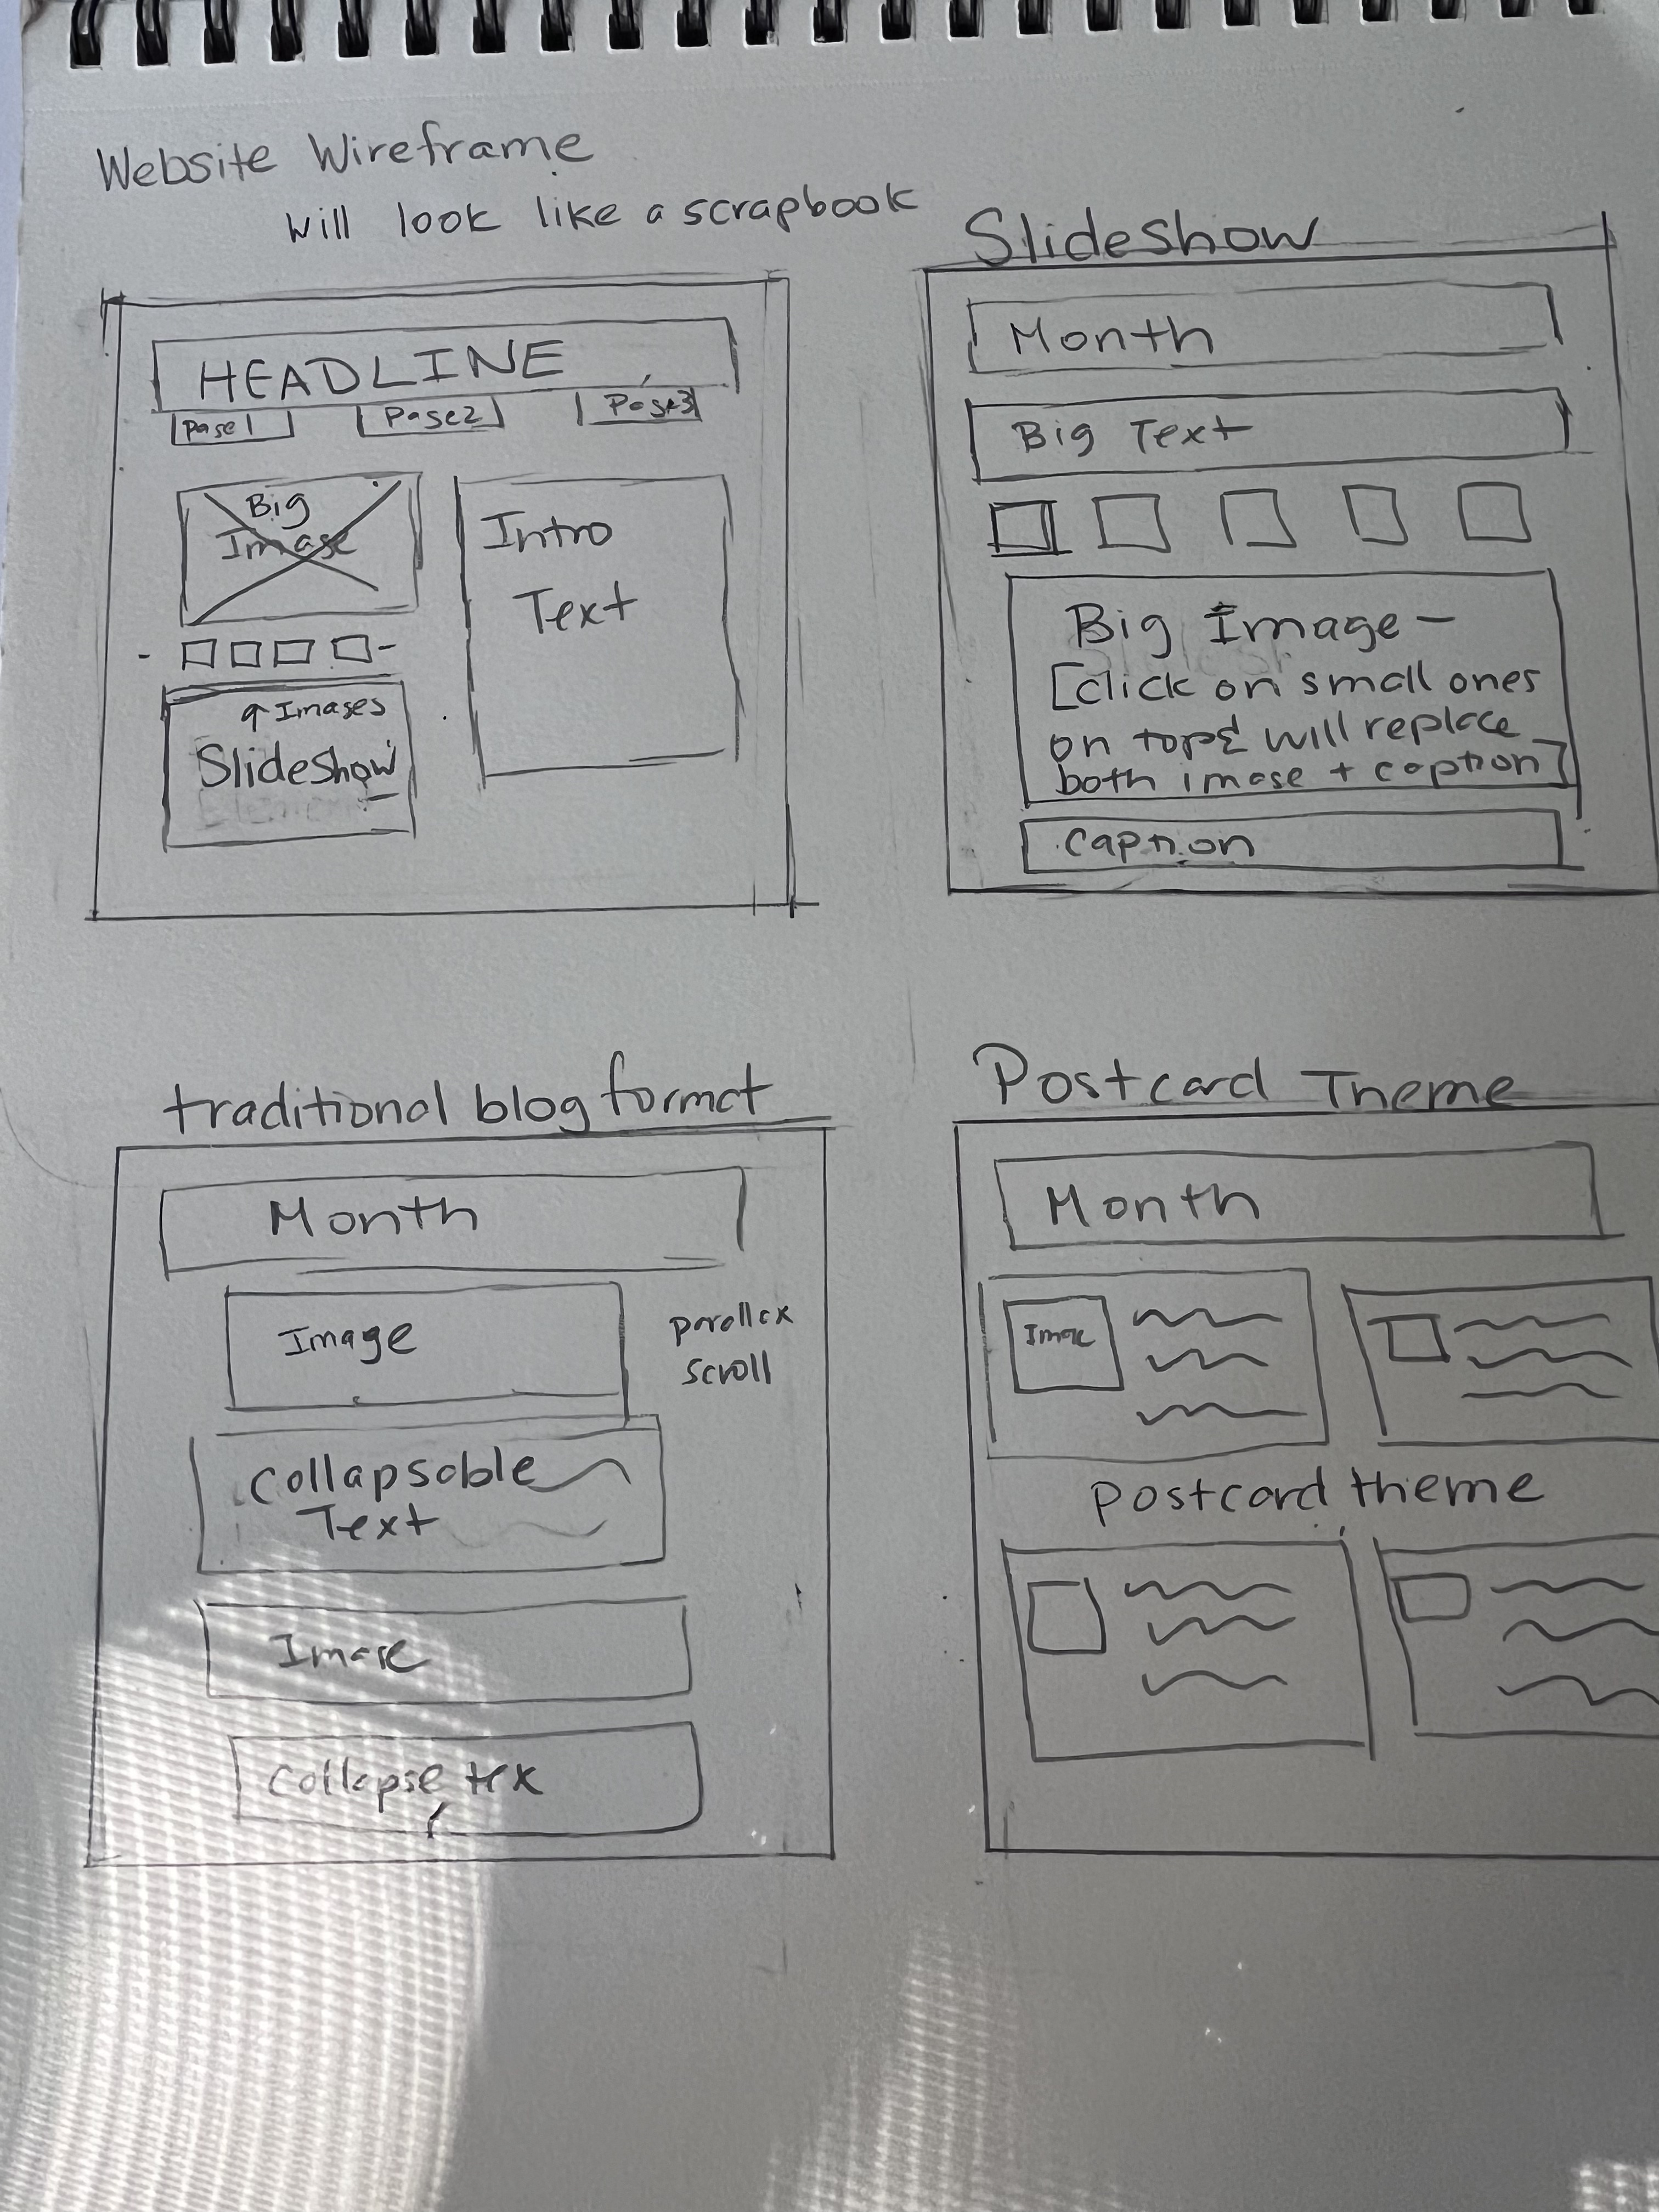 Website Wireframe
will look like a scrapbook
HEADLINE
Page 1
Page 2
Page 3
Big
Image
Intro
Text
Images
Slideshow
Slideshow
Month
Big Text
Big Image -
[click on small ones
on top & will replace
both image + caption]
Caption
traditional blog format
Month
Image
parallax
scroll
Collapsable
Text
Image
Collapse tex
Postcard Theme
Month
Image
postcard theme